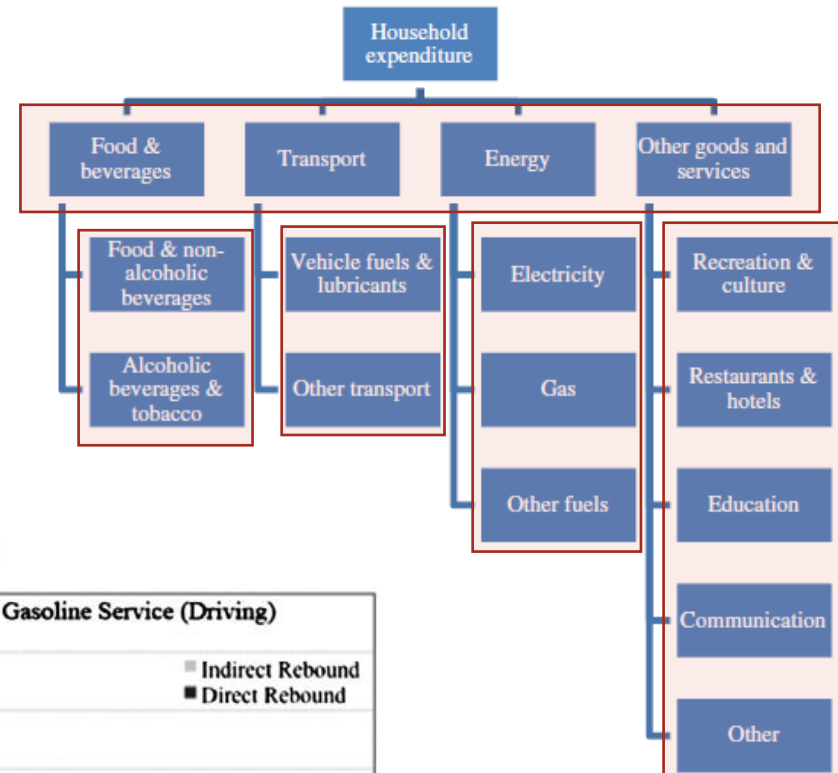 Household
expenditure
Food &
beverages
Transport
Energy
Other goods and
services
Food & non-
alcoholic
beverages
Alcoholic
beverages &
tobacco
Vehicle fuels &
lubricants
Other transport
Electricity
Gas
Other fuels
Recreation &
culture
Restaurants &
hotels
Education
Communication
Other
Gasoline Service (Driving)
Indirect Rebound
Direct Rebound